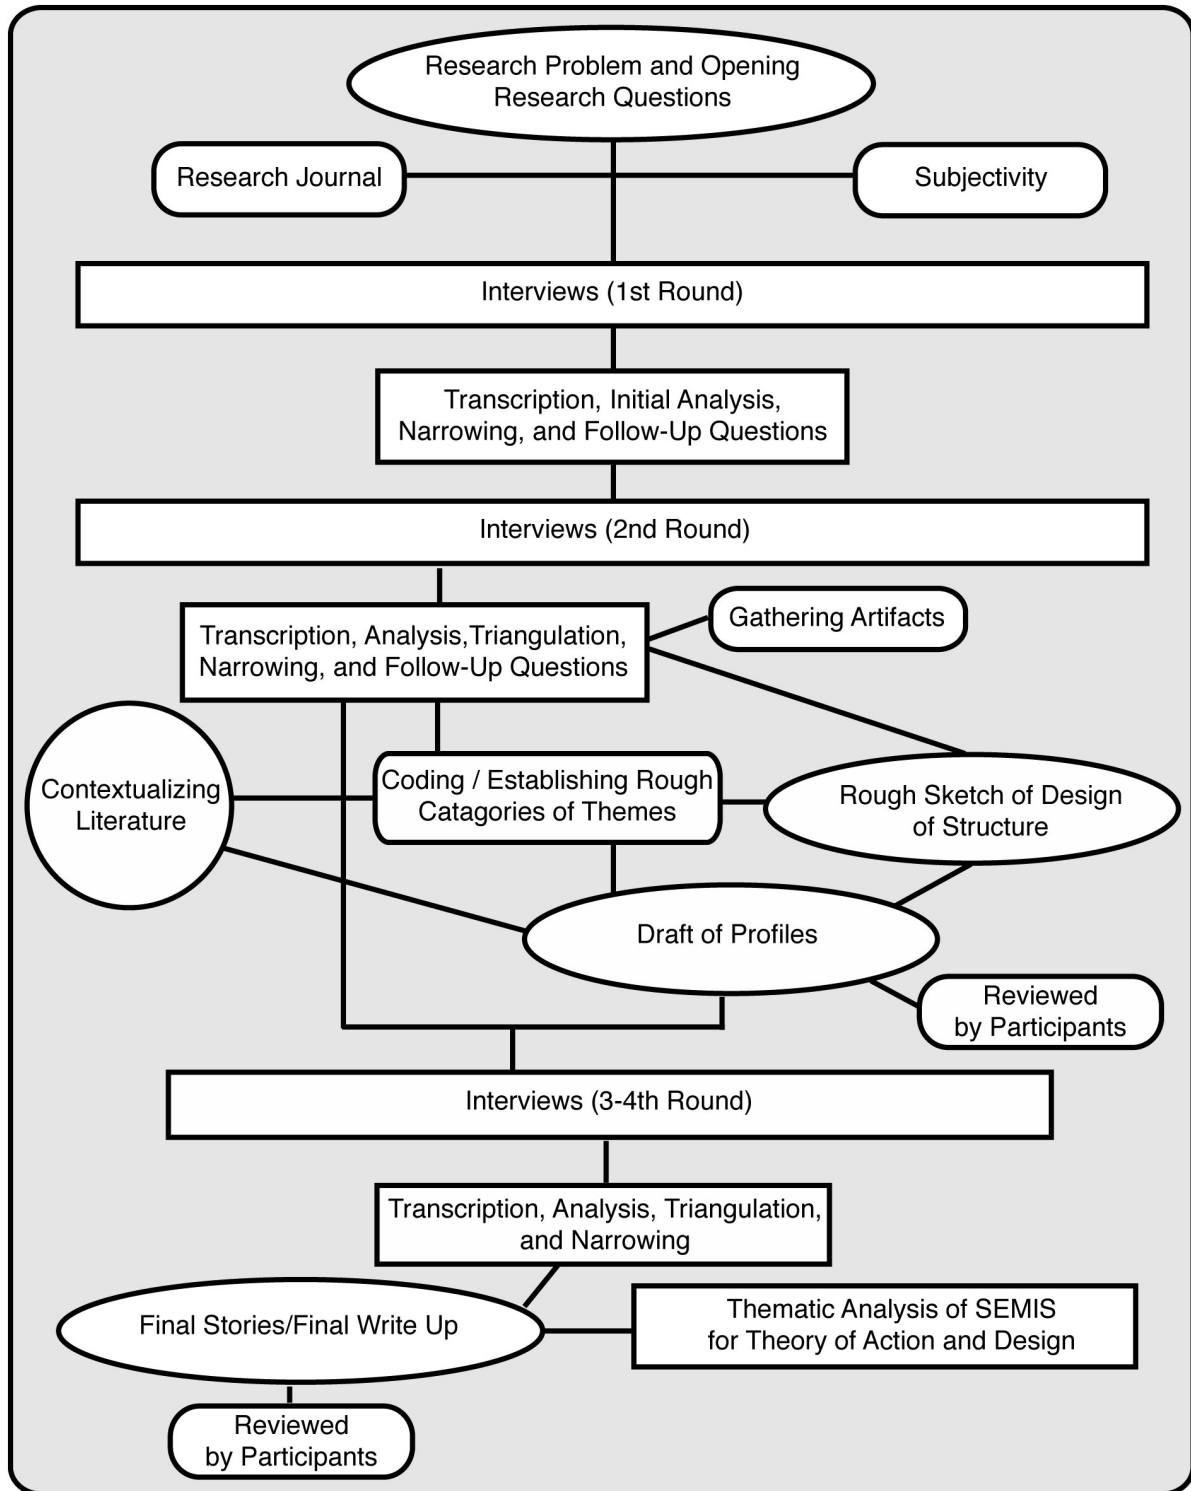 Research Problem and Opening
Research Questions
Research Journal
Subjectivity
Interviews (1st Round)
Transcription, Initial Analysis,
Narrowing, and Follow-Up Questions
Interviews (2nd Round)
Gathering Artifacts
Transcription, Analysis,Triangulation,
Narrowing, and Follow-Up Questions
Contextualizing
Literature
Coding / Establishing Rough
Catagories of Themes
Rough Sketch of Design
of Structure
Draft of Profiles
Reviewed
by Participants
Interviews (3-4th Round)
Transcription, Analysis, Triangulation,
and Narrowing
Final Stories/Final Write Up
Thematic Analysis of SEMIS
for Theory of Action and Design
Reviewed
by Participants